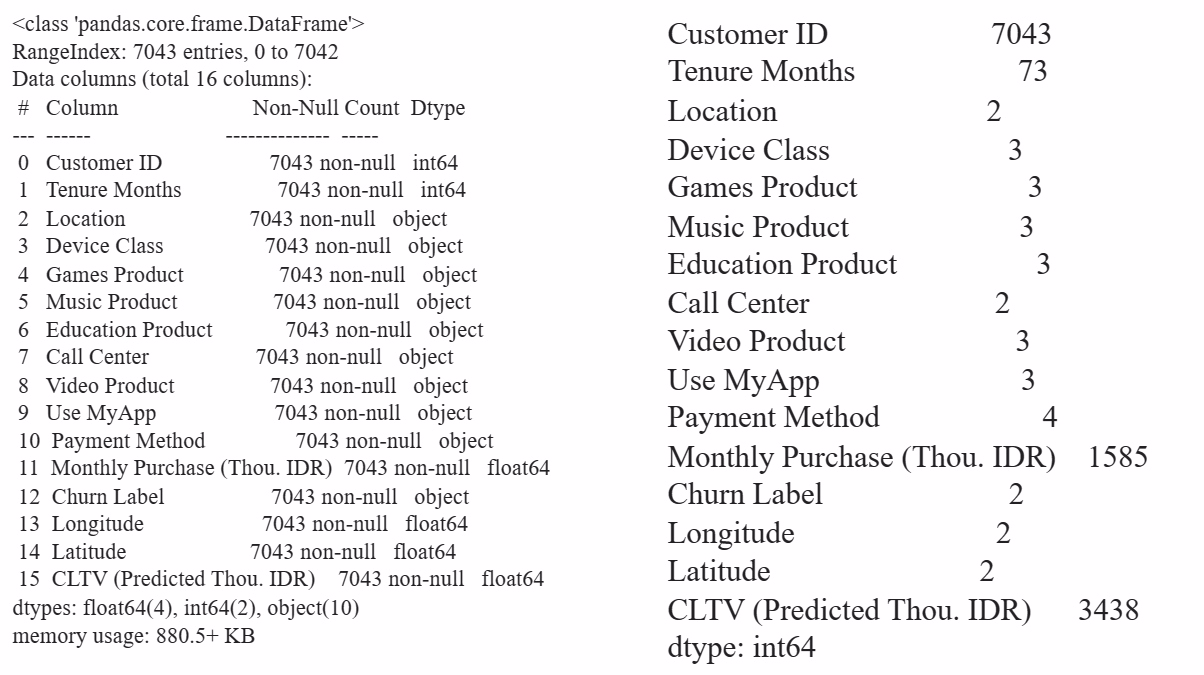 <class 'pandas.core.frame.DataFrame'>
RangeIndex: 7043 entries, 0 to 7042
Data columns (total 16 columns):
# Column Non-Null Count Dtype
--- ------ -------------- -----
0 Customer ID 7043 non-null int64
1 Tenure Months 7043 non-null int64
2 Location 7043 non-null object
3 Device Class 7043 non-null object
4 Games Product 7043 non-null object
5 Music Product 7043 non-null object
6 Education Product 7043 non-null object
7 Call Center 7043 non-null object
8 Video Product 7043 non-null object
9 Use MyApp 7043 non-null object
10 Payment Method 7043 non-null object
11 Monthly Purchase (Thou. IDR) 7043 non-null float64
12 Churn Label 7043 non-null object
13 Longitude 7043 non-null float64
14 Latitude 7043 non-null float64
15 CLTV (Predicted Thou. IDR) 7043 non-null float64
dtypes: float64(4), int64(2), object(10)
memory usage: 880.5+ KB
Customer ID 7043
Tenure Months 73
Location 2
Device Class 3
Games Product 3
Music Product 3
Education Product 3
Call Center 2
Video Product 3
Use MyApp 3
Payment Method 4
Monthly Purchase (Thou. IDR) 1585
Churn Label 2
Longitude 2
Latitude 2
CLTV (Predicted Thou. IDR) 3438
dtype: int64